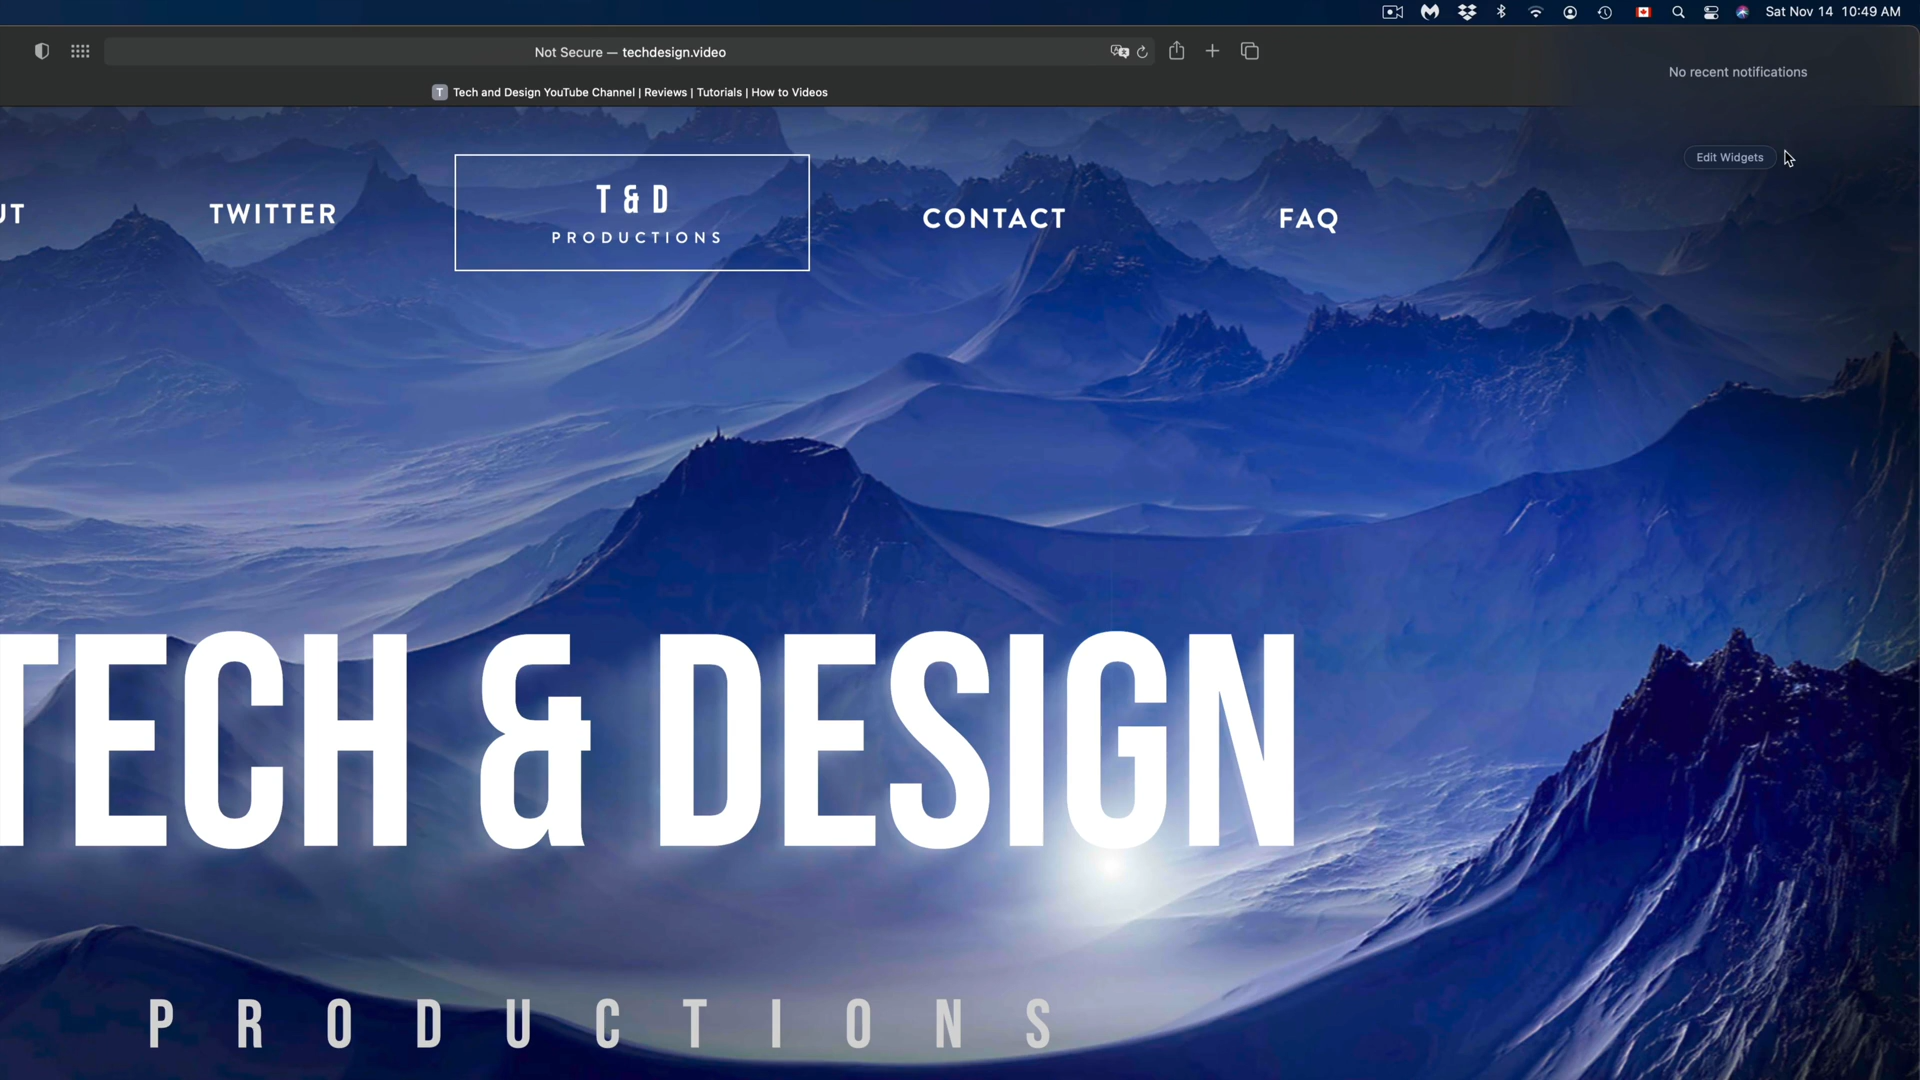 Sat Nov 14 10:49 AM
Not Secure — techdesign.video
No recent notifications
T Tech and Design YouTube Channel | Reviews | Tutorials | How to Videos
Edit Widgets
UT
TWITTER
T & D
PRODUCTIONS
CONTACT
FAQ
TECH & DESIGN
PRODUCTIONS